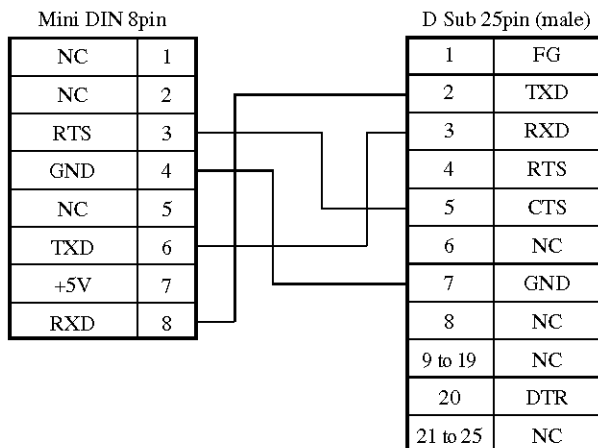 Mini DIN 8pin
NC 1
NC 2
RTS 3
GND 4
NC 5
TXD 6
+5V 7
RXD 8
D Sub 25pin (male)
1 FG
2 TXD
3 RXD
4 RTS
5 CTS
6 NC
7 GND
8 NC
9 to 19 NC
20 DTR
21 to 25 NC